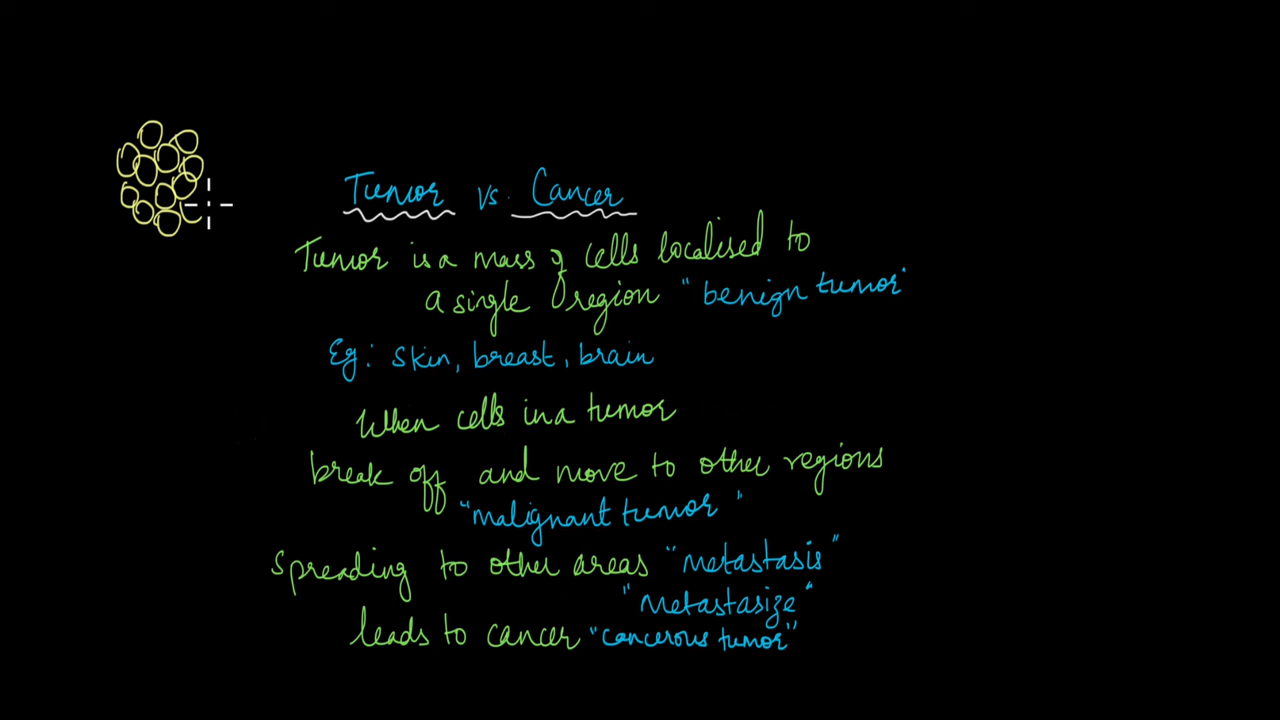 Tumor vs. Cancer
Tumor is a mass of cells localised to
a single region "benign tumor"
Eg: skin, breast, brain
When cells in a tumor
break off and move to other regions
"malignant tumor"
Spreading to other areas "metastasis"
"metastasize"
leads to cancer "cancerous tumor"